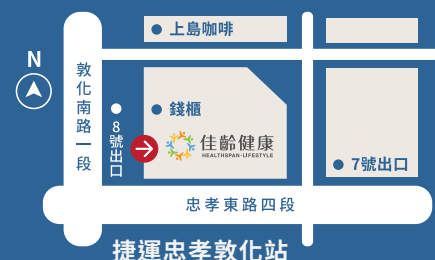 上島咖啡
N
敦化南路一段
8號出口
錢櫃
佳齡健康
HEALTHSPAN·LIFESTYLE
7號出口
忠孝東路四段
捷運忠孝敦化站